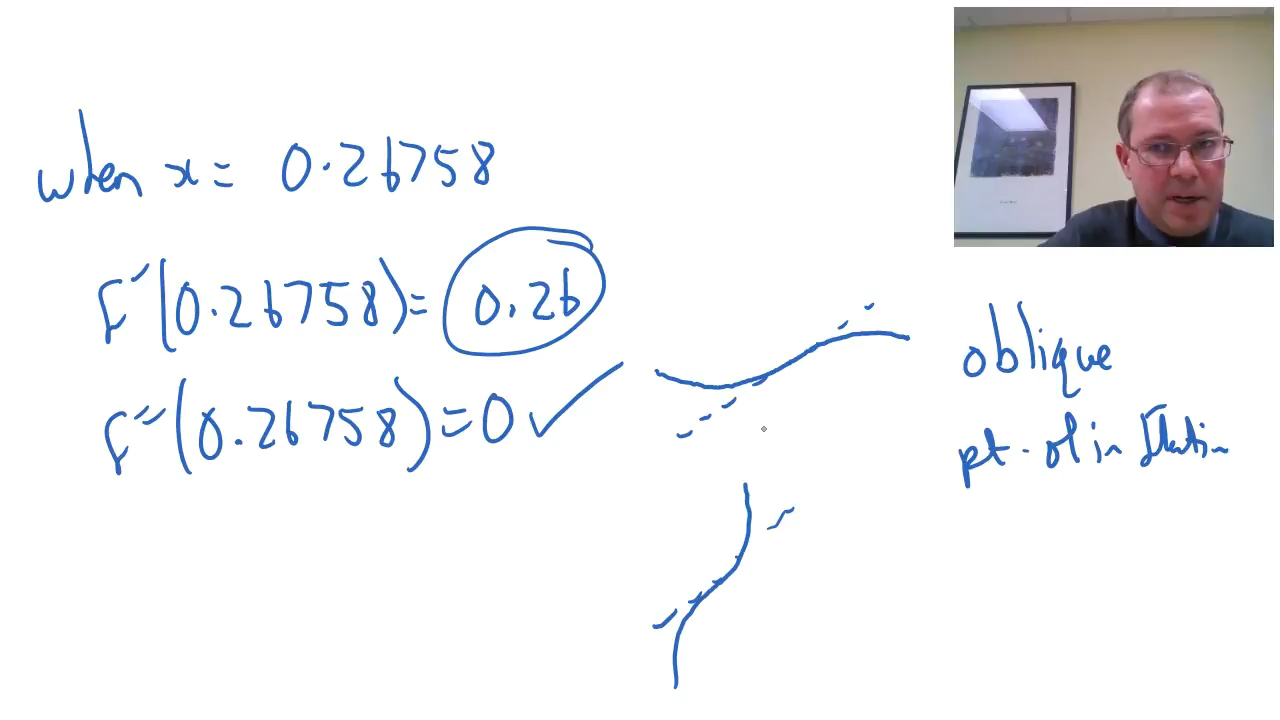 when x = 0.26758
F′(0.26758) = 0.26
F″(0.26758) = 0 ✓
oblique
pt. of inflection